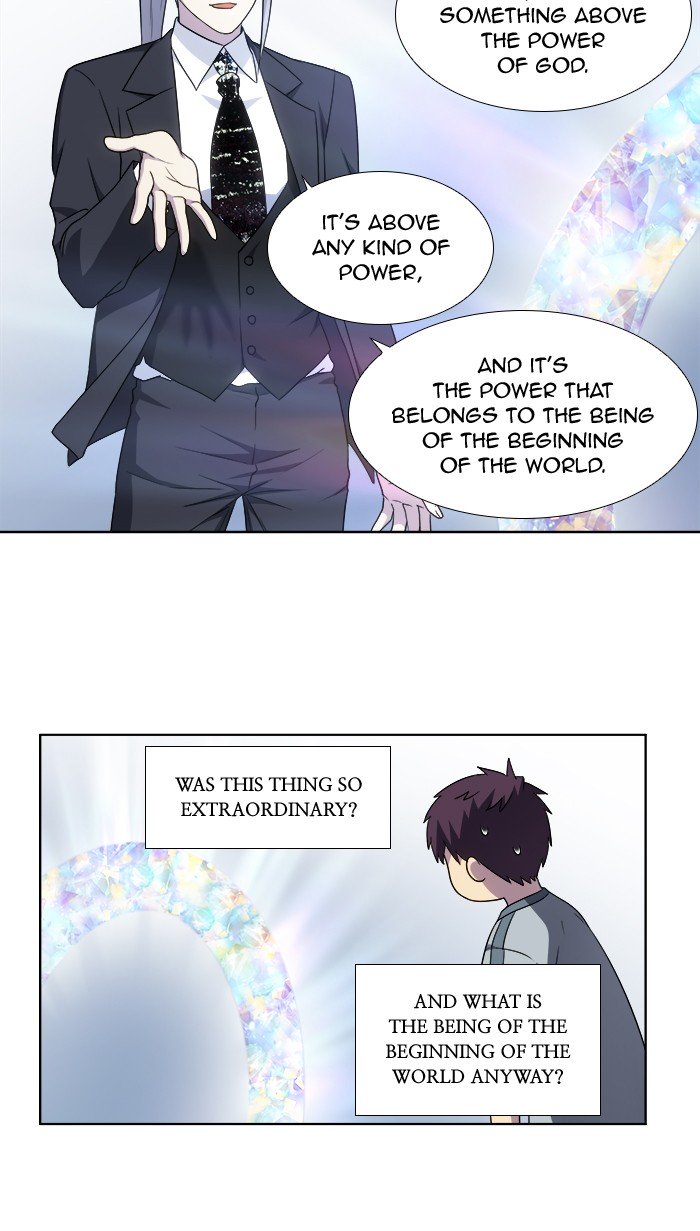 SOMETHING ABOVE
THE POWER
OF GOD.
IT'S ABOVE
ANY KIND OF
POWER,
AND IT'S
THE POWER THAT
BELONGS TO THE BEING
OF THE BEGINNING
OF THE WORLD.
WAS THIS THING SO
EXTRAORDINARY?
AND WHAT IS
THE BEING OF THE
BEGINNING OF THE
WORLD ANYWAY?